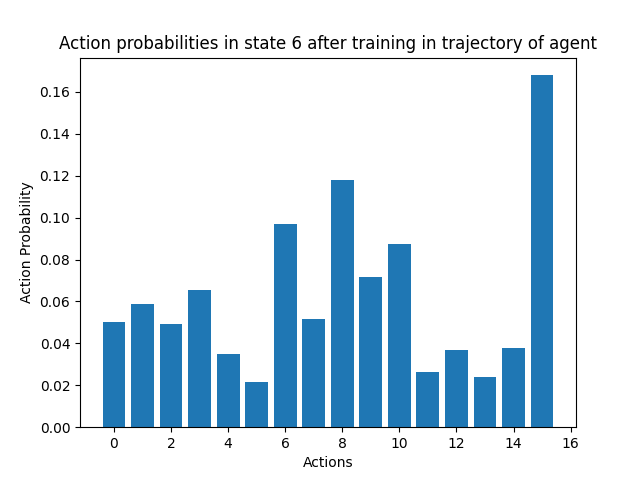 Action probabilities in state 6 after training in trajectory of agent
0.16
0.14
0.12
0.10
0.08
0.06
0.04
0.02
0.00
Action Probability
0 2 4 6 8 10 12 14 16
Actions